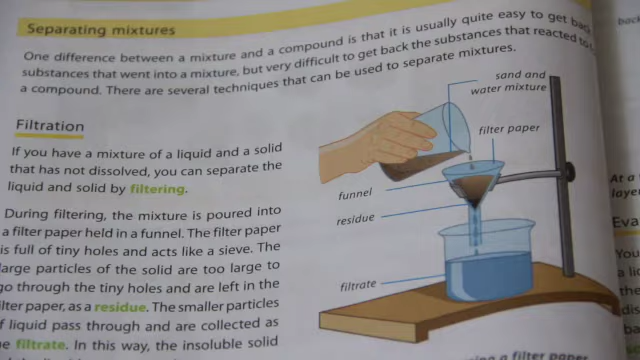 Separating mixtures
One difference between a mixture and a compound is that it is usually quite easy to get back
substances that went into a mixture, but very difficult to get back the substances that reacted to
a compound. There are several techniques that can be used to separate mixtures.
Filtration
If you have a mixture of a liquid and a solid
that has not dissolved, you can separate the
liquid and solid by filtering.
During filtering, the mixture is poured into
a filter paper held in a funnel. The filter paper
is full of tiny holes and acts like a sieve. The
large particles of the solid are too large to
go through the tiny holes and are left in the
filter paper, as a residue. The smaller particles
of liquid pass through and are collected as
filtrate. In this way, the insoluble solid
sand and
water mixture
filter paper
funnel
residue
filtrate
a filter paper
At a
layer
Eva
You
a liq
the
dis
ba